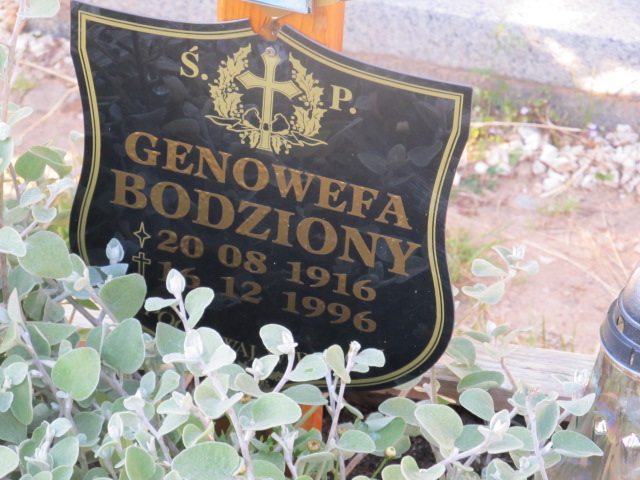 Ś. P.
GENOWEFA
BODZIONY
20 08 1916
16 12 1996